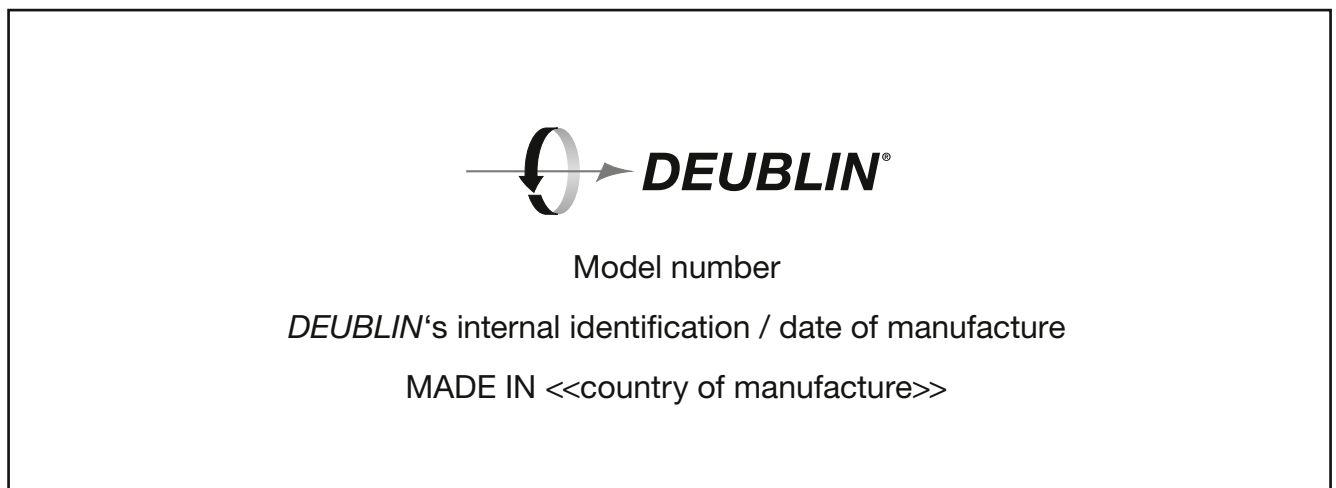 DEUBLIN®
Model number
DEUBLIN‘s internal identification / date of manufacture
MADE IN <<country of manufacture>>